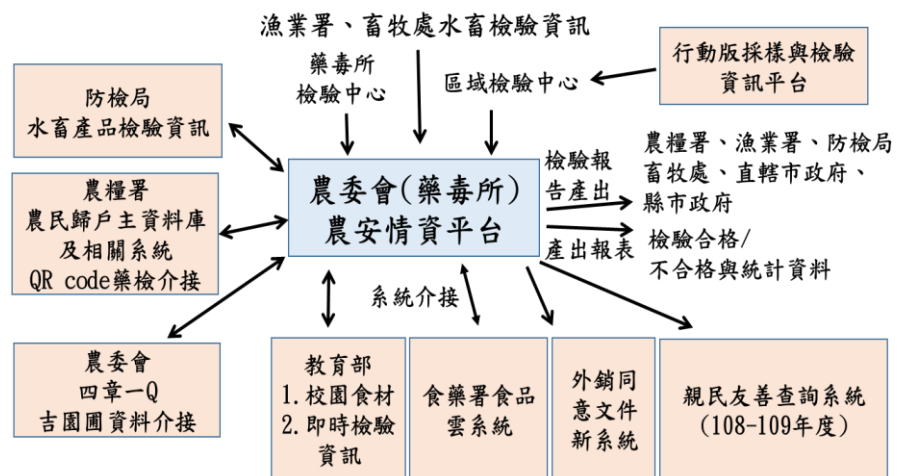 漁業署、畜牧處水畜檢驗資訊
藥毒所
檢驗中心
區域檢驗中心
行動版採樣與檢驗
資訊平台
防檢局
水畜產品檢驗資訊
農委會(藥毒所)
農安情資平台
檢驗報
告產出
農糧署、漁業署、防檢局
畜牧處、直轄市政府、
縣市政府
農糧署
農民歸戶主資料庫
及相關系統
QR code藥檢介接
產出報表
檢驗合格/
不合格與統計資料
系統介接
農委會
四章一Q
吉園圃資料介接
教育部
1.校園食材
2.即時檢驗
資訊
食藥署食品
雲系統
外銷同
意文件
新系統
親民友善查詢系統
(108-109年度)